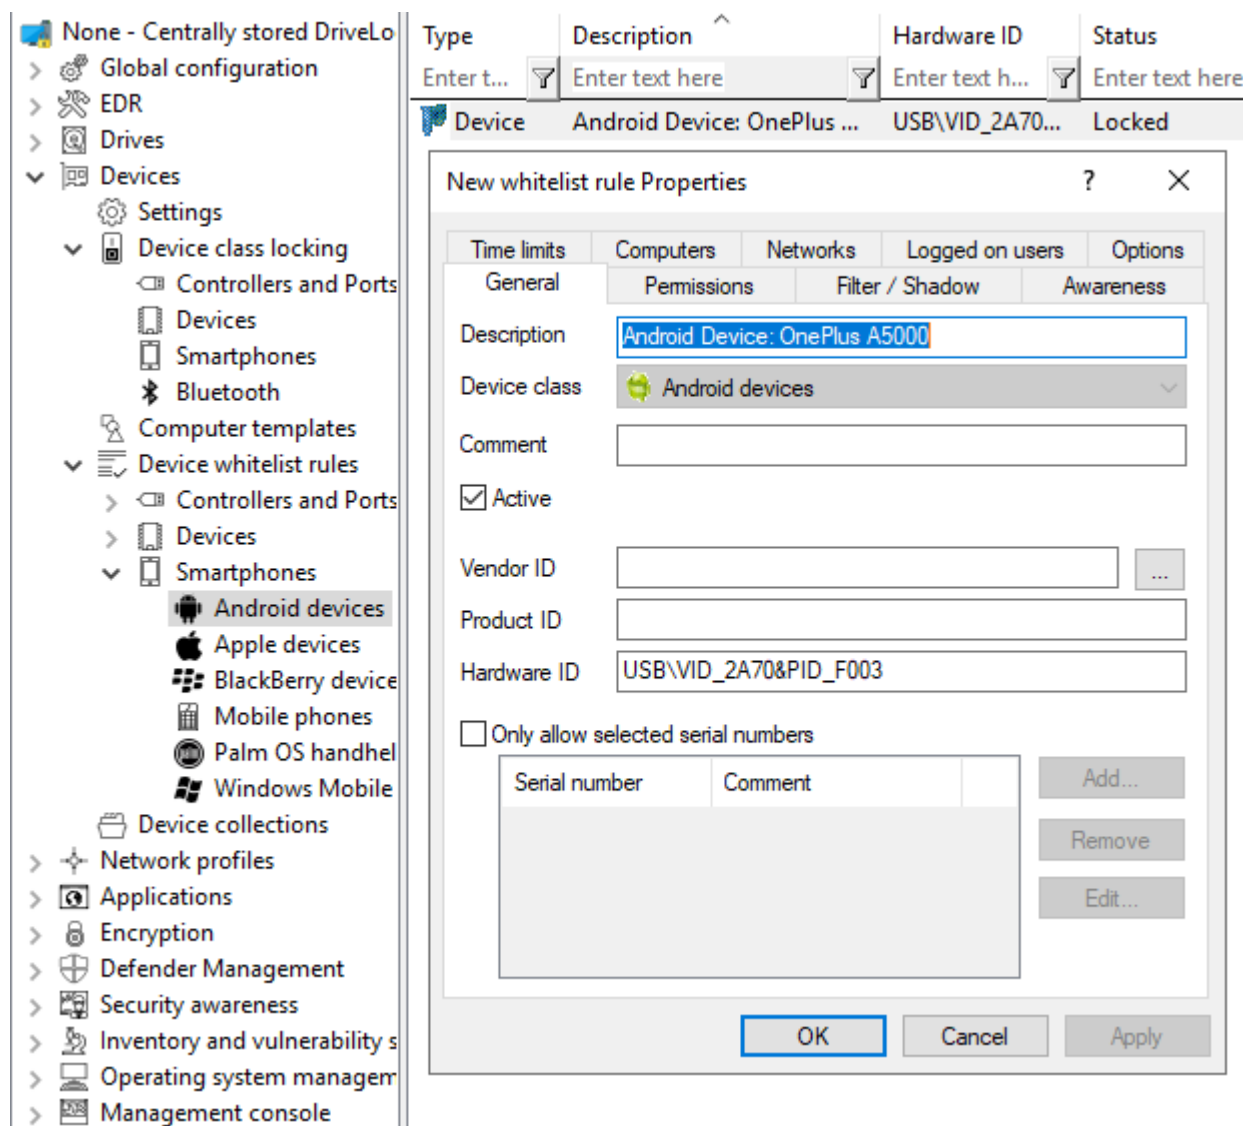 None - Centrally stored DriveLo
Global configuration
EDR
Drives
Devices
Settings
Device class locking
Controllers and Ports
Devices
Smartphones
Bluetooth
Computer templates
Device whitelist rules
Controllers and Ports
Devices
Smartphones
Android devices
Apple devices
BlackBerry device
Mobile phones
Palm OS handhel
Windows Mobile
Device collections
Network profiles
Applications
Encryption
Defender Management
Security awareness
Inventory and vulnerability s
Operating system managem
Management console
Type Description Hardware ID Status
Enter t... Enter text here Enter text h... Enter text here
Device Android Device: OnePlus ... USB\VID_2A70... Locked
New whitelist rule Properties ?
Time limits Computers Networks Logged on users Options
General Permissions Filter / Shadow Awareness
Description Android Device: OnePlus A5000
Device class Android devices
Comment
Active
Vendor ID ...
Product ID
Hardware ID USB\VID_2A70&PID_F003
Only allow selected serial numbers
Serial number Comment
Add...
Remove
Edit...
OK Cancel Apply